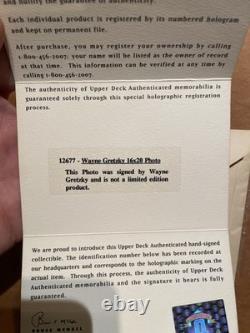 and notify the guarantee of authenticity.
Each individual product is registered by its numbered hologram
and kept on permanent file.
After purchase, you may register your ownership by calling
1-800-456-2007, your name will be listed as the owner of record
at that time. This information can be verified at any time by
calling 1-800-456-2007.
The authenticity of Upper Deck Authenticated memorabilia is
guaranteed solely through this special holographic registration
process.
12677 - Wayne Gretzky 16x20 Photo
This Photo was signed by Wayne
Gretzky and is not a limited edition
product.
We are proud to introduce this Upper Deck Authenticated hand-signed
collectible. The identification number below has been recorded at
our headquarters and corresponds to the holographic marking on the
actual item. Through this process, the authenticity of Upper Deck
Authenticated memorabilia and the signature it bears is fully
guaranteed.